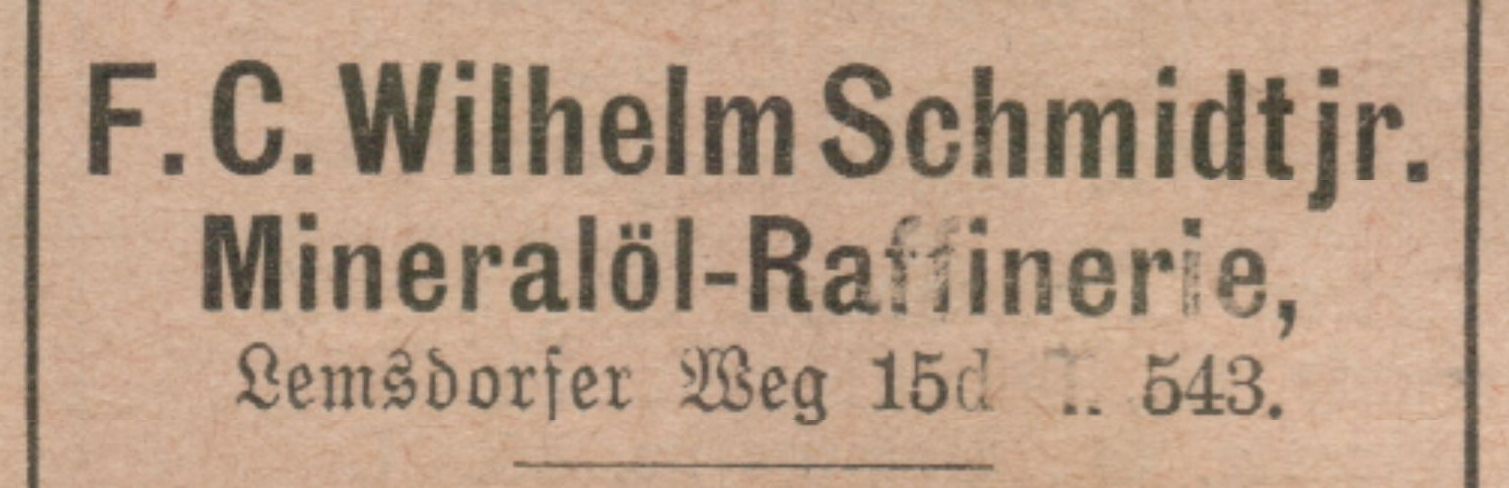 F. C. Wilhelm Schmidt jr.
Mineralöl-Raffinerie,
Lemsdorfer Weg 15d T. 543.